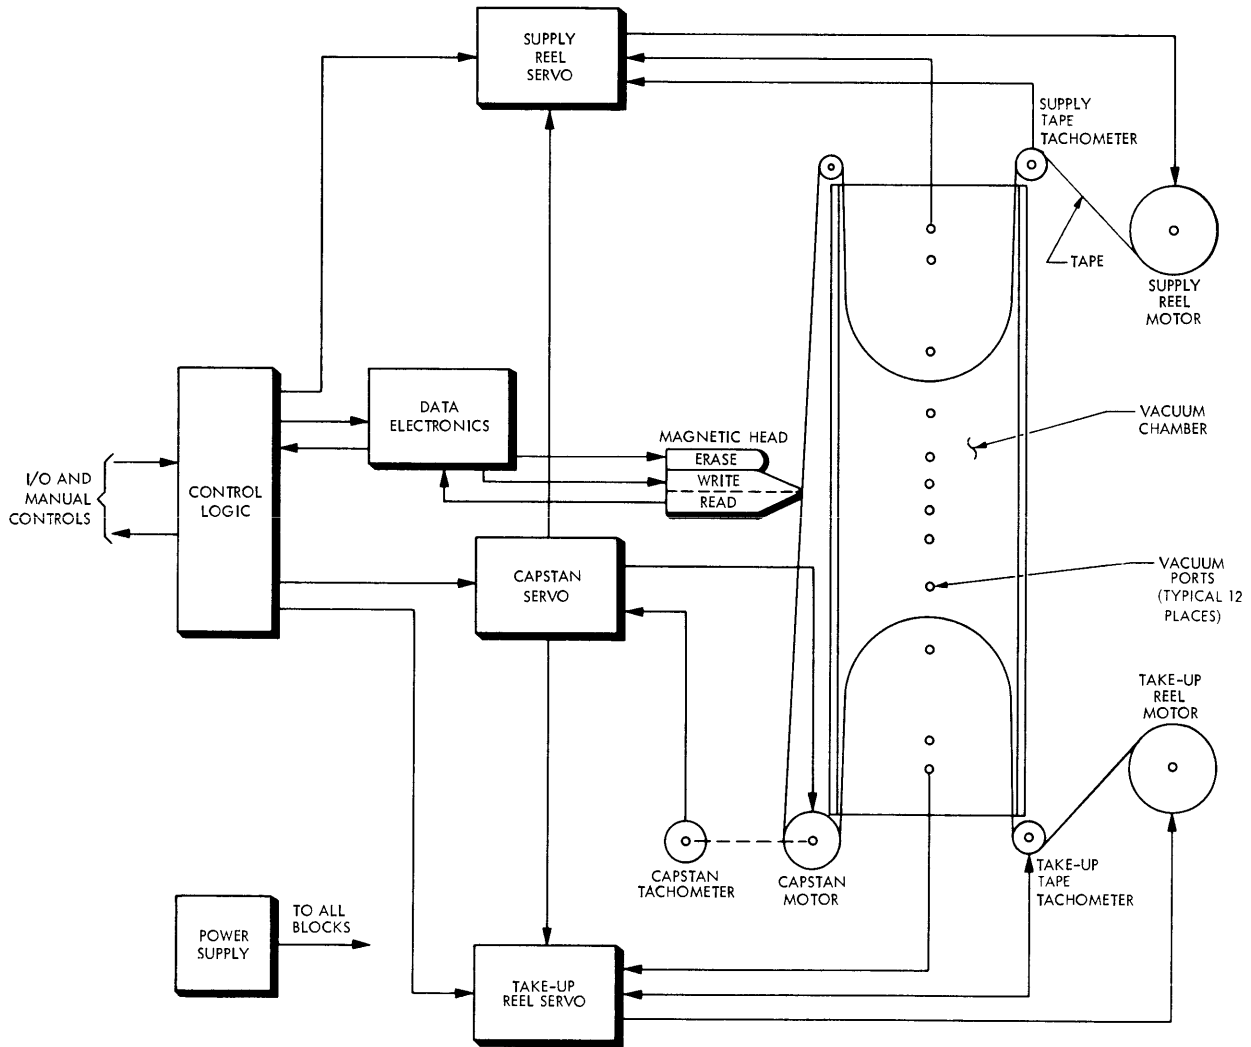 SUPPLY
REEL
SERVO
SUPPLY
TAPE
TACHOMETER
TAPE
SUPPLY
REEL
MOTOR
DATA
ELECTRONICS
MAGNETIC HEAD
ERASE
WRITE
READ
VACUUM
CHAMBER
I/O AND
MANUAL
CONTROLS
CONTROL
LOGIC
CAPSTAN
SERVO
VACUUM
PORTS
(TYPICAL 12
PLACES)
TAKE-UP
REEL
MOTOR
CAPSTAN
TACHOMETER
CAPSTAN
MOTOR
TAKE-UP
TAPE
TACHOMETER
POWER
SUPPLY
TO ALL
BLOCKS
TAKE-UP
REEL SERVO